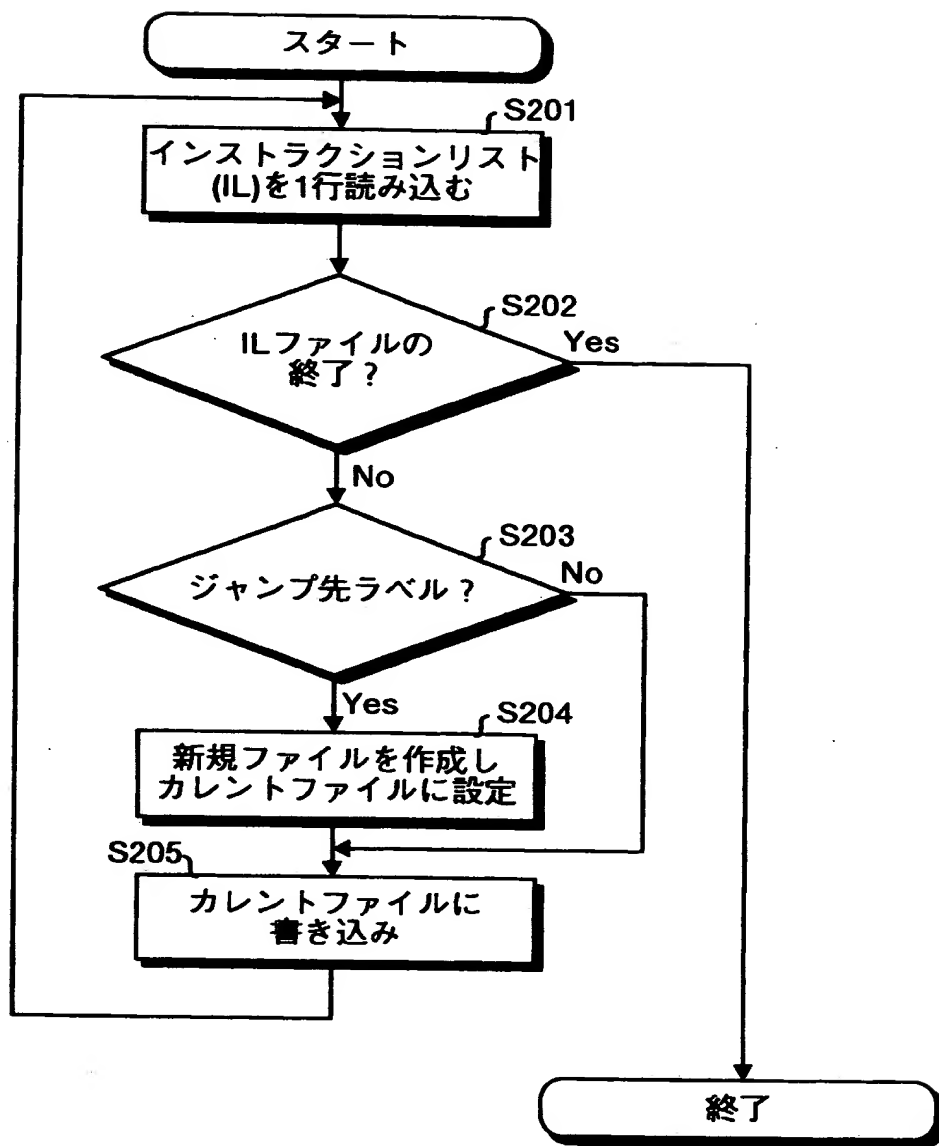 スタート
S201
インストラクションリスト
(IL)を1行読み込む
S202
ILファイルの
終了?
Yes
No
S203
ジャンプ先ラベル?
No
Yes
S204
新規ファイルを作成し
カレントファイルに設定
S205
カレントファイルに
書き込み
終了